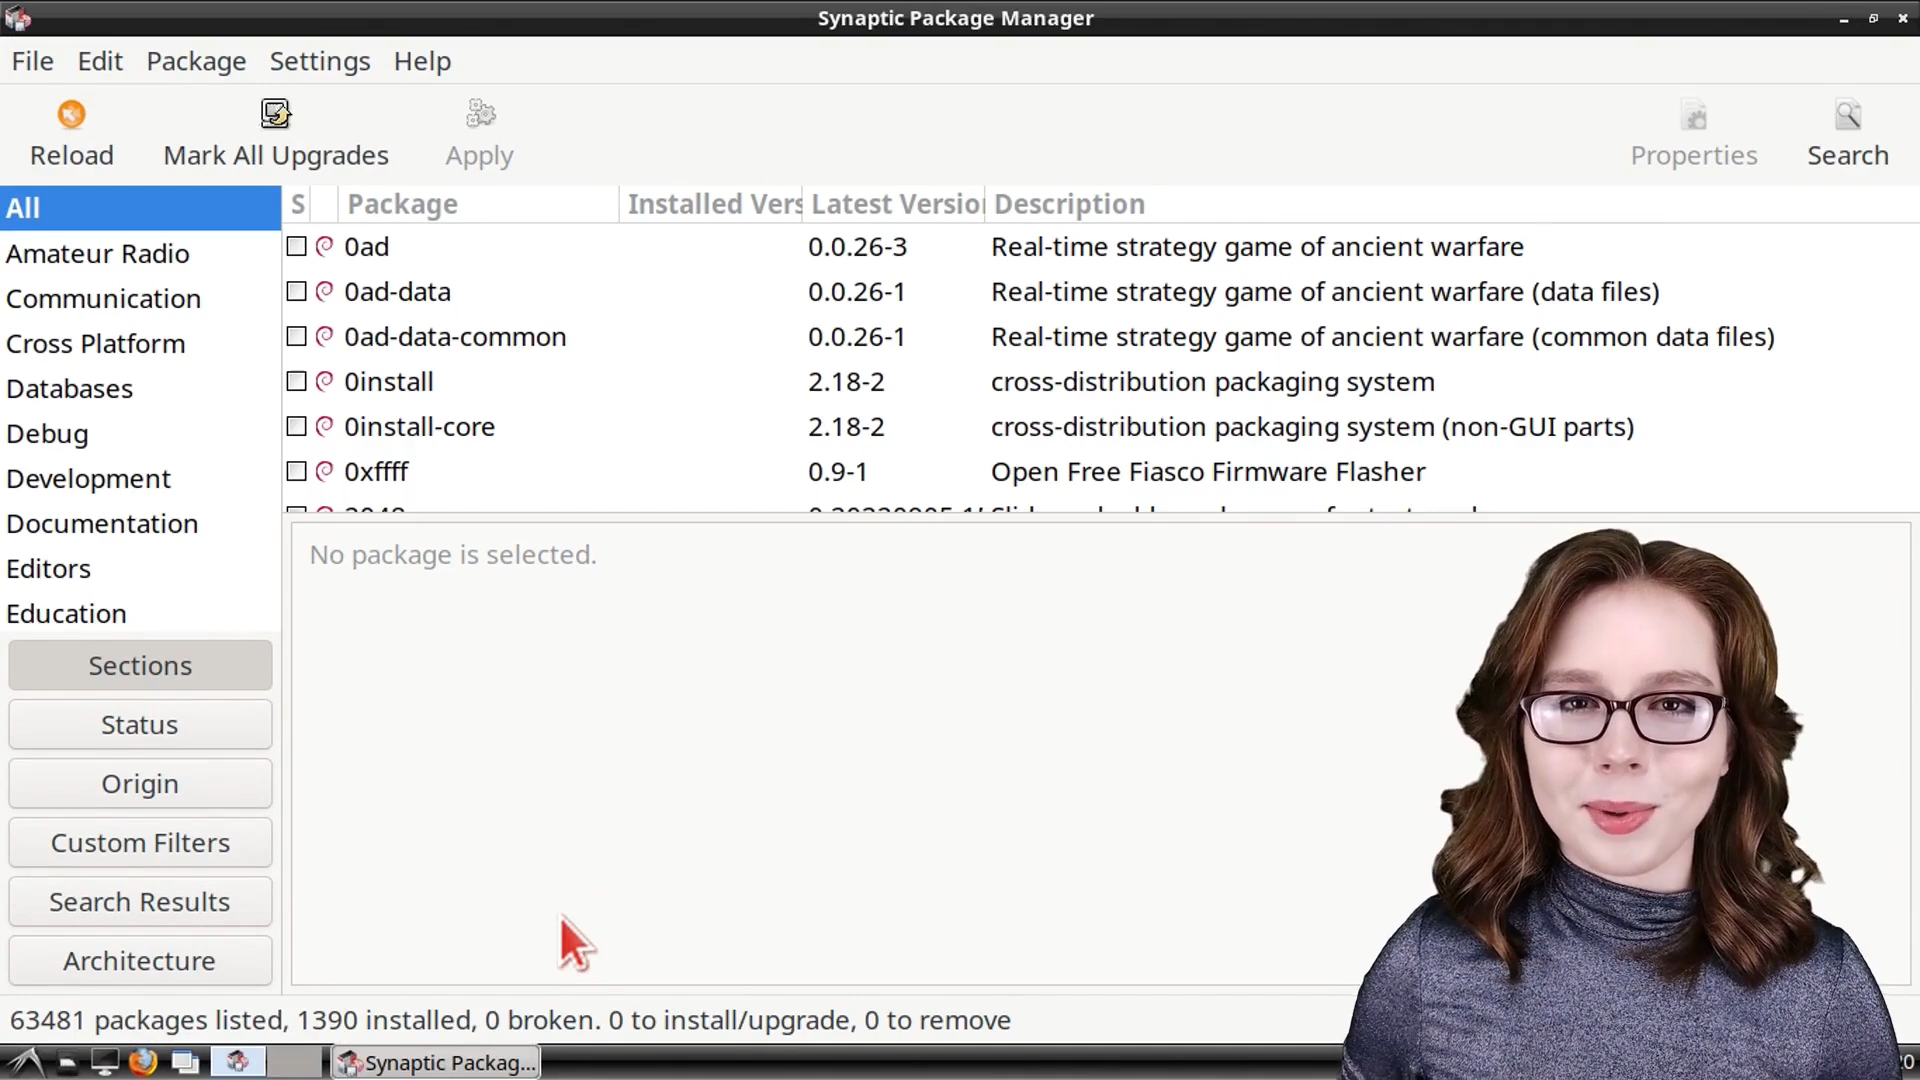 Synaptic Package Manager
File Edit Package Settings Help
Reload Mark All Upgrades Apply Properties Search
All
Amateur Radio
Communication
Cross Platform
Databases
Debug
Development
Documentation
Editors
Education
Sections
Status
Origin
Custom Filters
Search Results
Architecture
S Package Installed Vers Latest Versio Description
0ad 0.0.26-3 Real-time strategy game of ancient warfare
0ad-data 0.0.26-1 Real-time strategy game of ancient warfare (data files)
0ad-data-common 0.0.26-1 Real-time strategy game of ancient warfare (common data files)
0install 2.18-2 cross-distribution packaging system
0install-core 2.18-2 cross-distribution packaging system (non-GUI parts)
0xffff 0.9-1 Open Free Fiasco Firmware Flasher
No package is selected.
63481 packages listed, 1390 installed, 0 broken. 0 to install/upgrade, 0 to remove
Synaptic Packag...